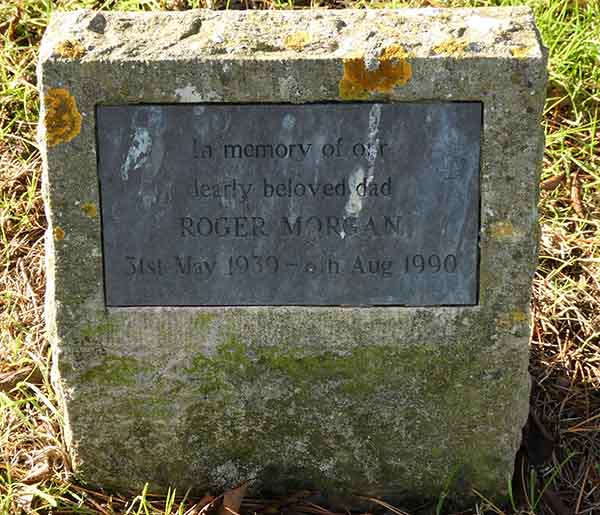 In memory of our
dearly beloved dad
ROGER MORGAN
31st May 1939 - Aug 1990